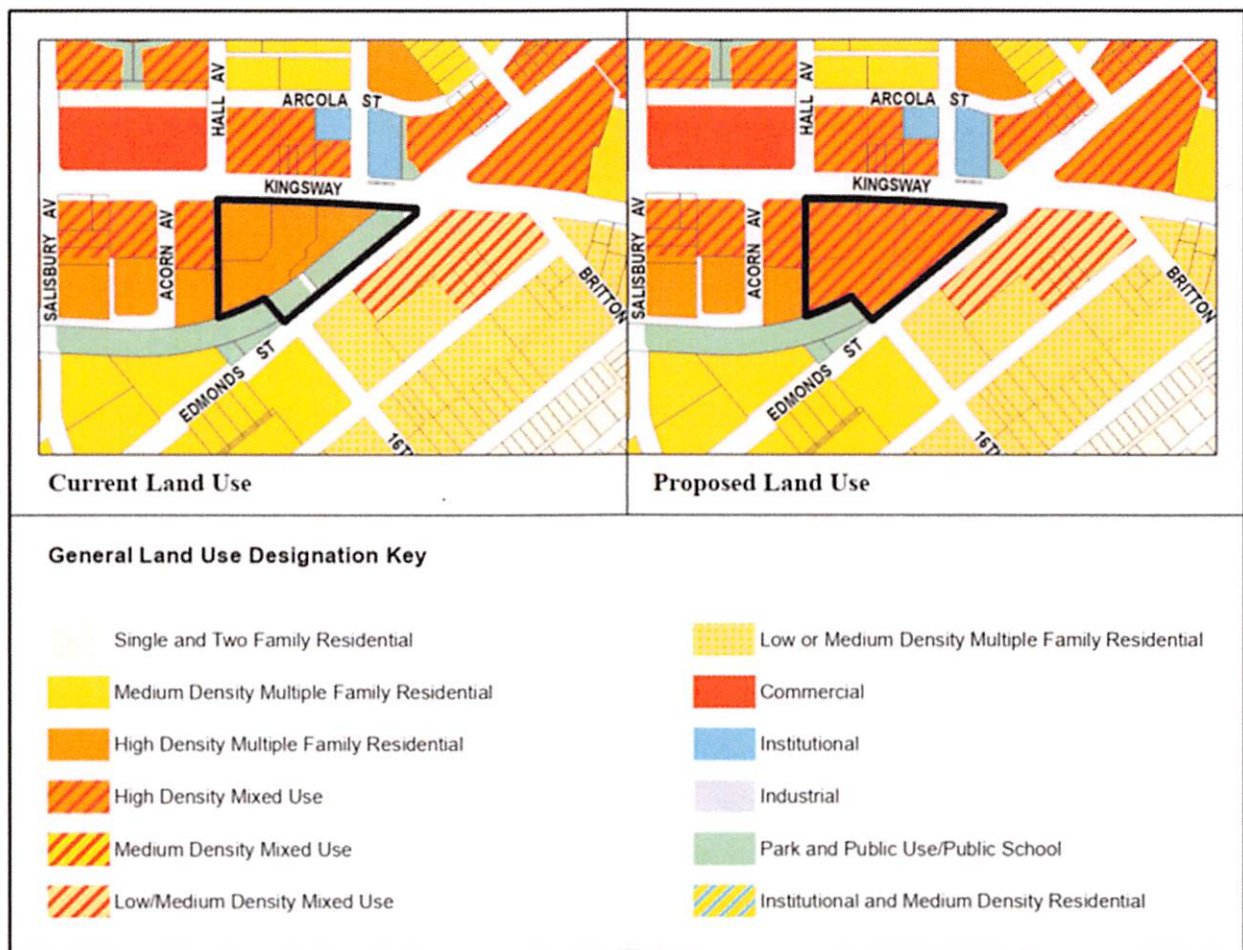 HALL AV
ARCOLA ST
KINGSWAY
SALISBURY AV
ACORN AV
BRITTON
EDMONDS ST
16T
Current Land Use
HALL AV
ARCOLA ST
KINGSWAY
SALISBURY AV
ACORN AV
BRITTON
EDMONDS ST
16T
Proposed Land Use
General Land Use Designation Key
Single and Two Family Residential
Medium Density Multiple Family Residential
High Density Multiple Family Residential
High Density Mixed Use
Medium Density Mixed Use
Low/Medium Density Mixed Use
Low or Medium Density Multiple Family Residential
Commercial
Institutional
Industrial
Park and Public Use/Public School
Institutional and Medium Density Residential